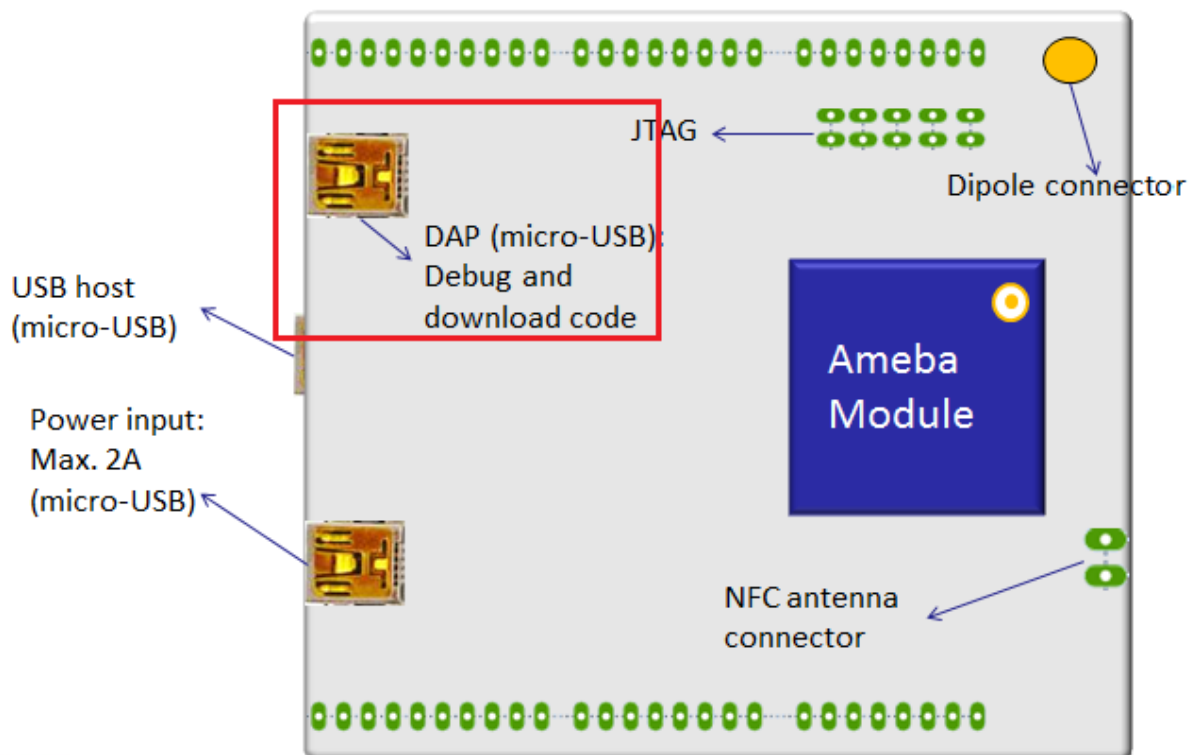 JTAG
Dipole connector
DAP (micro-USB):
Debug and
download code
USB host
(micro-USB)
Ameba
Module
Power input:
Max. 2A
(micro-USB)
NFC antenna
connector